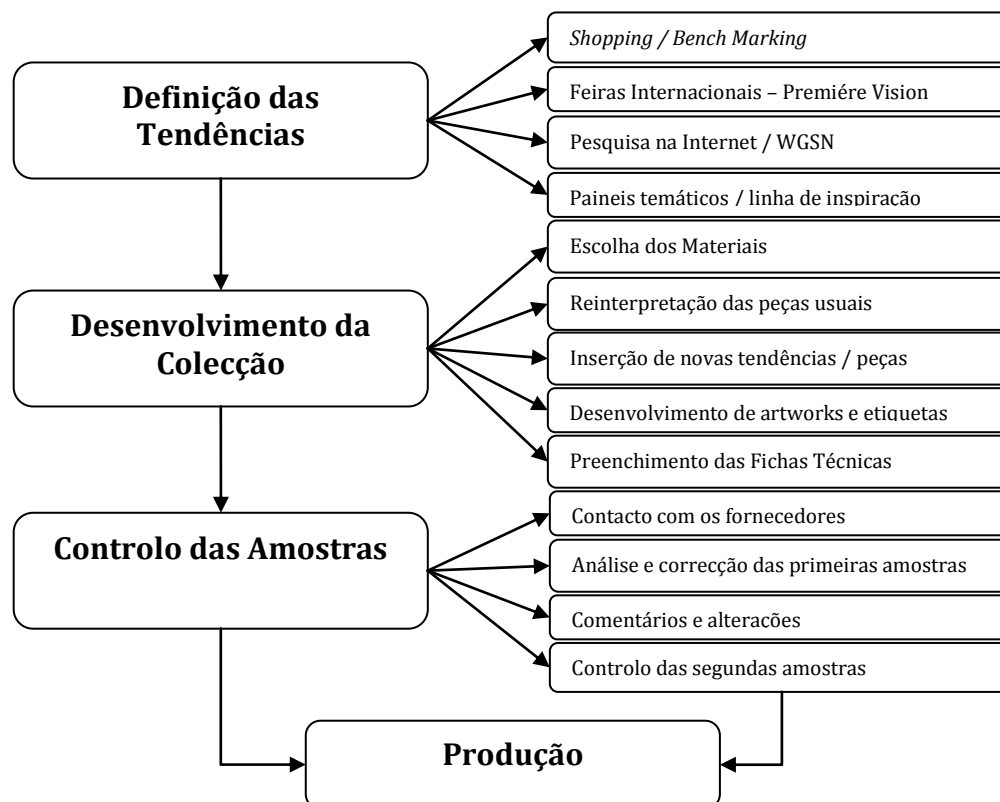 Definição das
Tendências
Shopping / Bench Marking
Feiras Internacionais – Premiére Vision
Pesquisa na Internet / WGSN
Paineis temáticos / linha de inspiração
Desenvolvimento da
Colecção
Escolha dos Materiais
Reinterpretação das peças usuais
Inserção de novas tendências / peças
Desenvolvimento de artworks e etiquetas
Preenchimento das Fichas Técnicas
Controlo das Amostras
Contacto com os fornecedores
Análise e correcção das primeiras amostras
Comentários e alterações
Controlo das segundas amostras
Produção